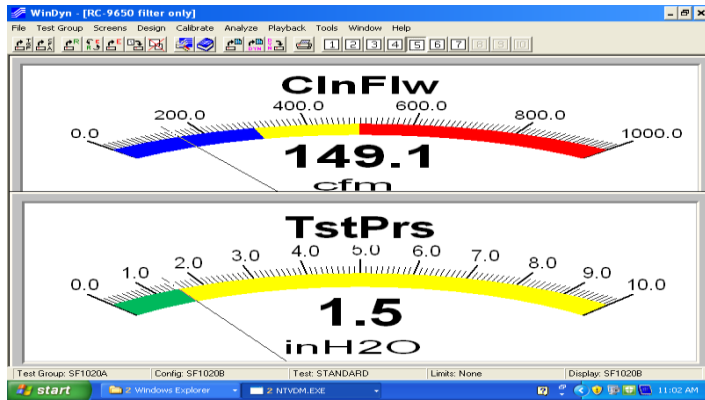 WinDyn - [RC-9650 filter only]
File Test Group Screens Design Calibrate Analyze Playback Tools Window Help
1 2 3 4 5 6 7 8 9 10
ClnFlw
0.0 200.0 400.0 600.0 800.0 1000.0
149.1
cfm
TstPrs
0.0 1.0 2.0 3.0 4.0 5.0 6.0 7.0 8.0 9.0 10.0
1.5
inH2O
Test Group: SF1020A Config: SF1020B Test: STANDARD Limits: None Display: SF1020B
start 2 Windows Explorer 2 NTVDM.EXE 11:02 AM